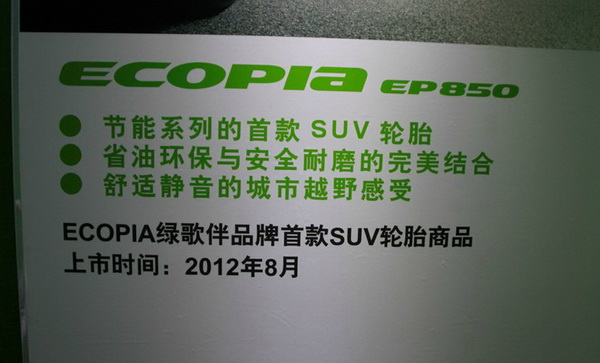 ECOPIA EP850
● 节能系列的首款 SUV 轮胎
● 省油环保与安全耐磨的完美结合
● 舒适静音的城市越野感受
ECOPIA绿歌伴品牌首款SUV轮胎商品
上市时间：2012年8月